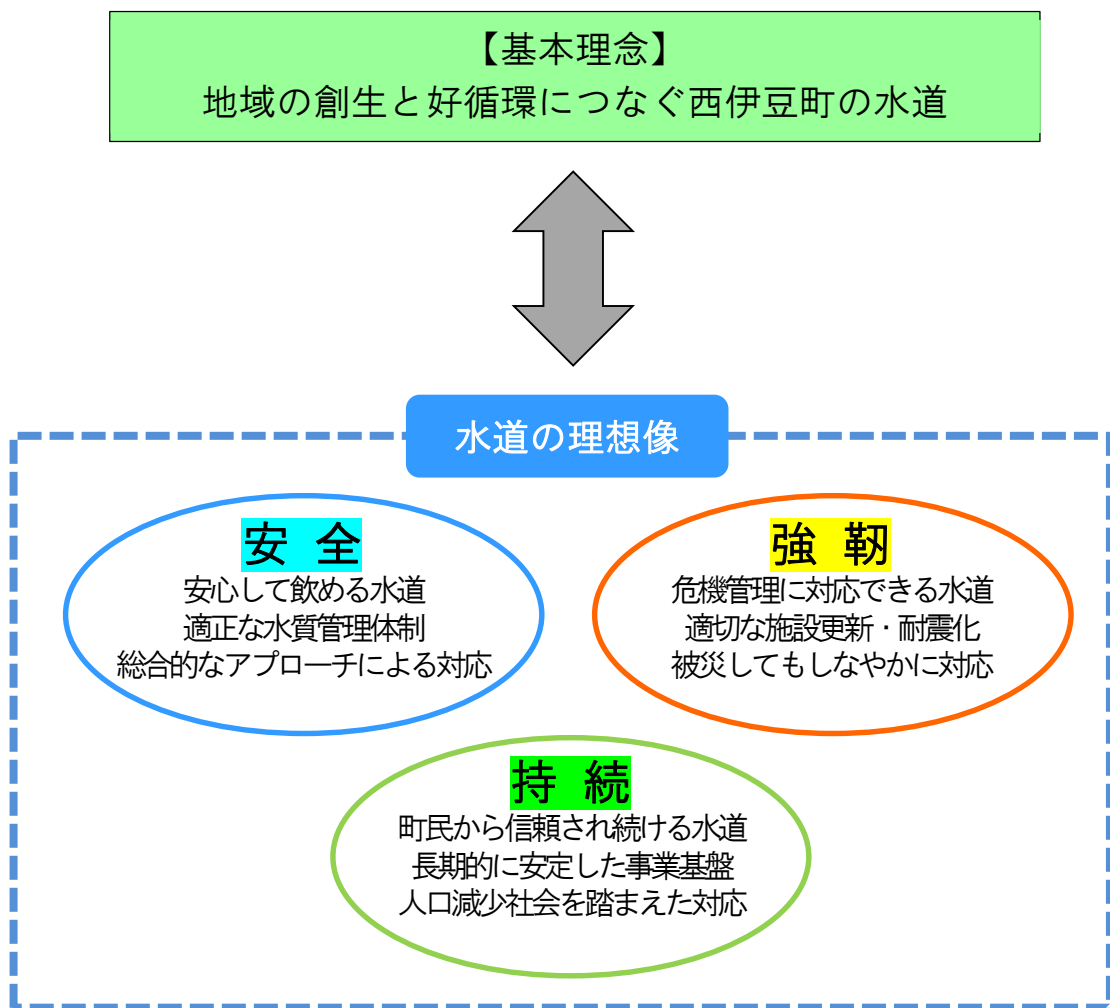 【基本理念】
地域の創生と好循環につなぐ西伊豆町の水道
水道の理想像
安 全
安心して飲める水道
適正な水質管理体制
総合的なアプローチによる対応
強 靭
危機管理に対応できる水道
適切な施設更新・耐震化
被災してもしなやかに対応
持 続
町民から信頼され続ける水道
長期的に安定した事業基盤
人口減少社会を踏まえた対応